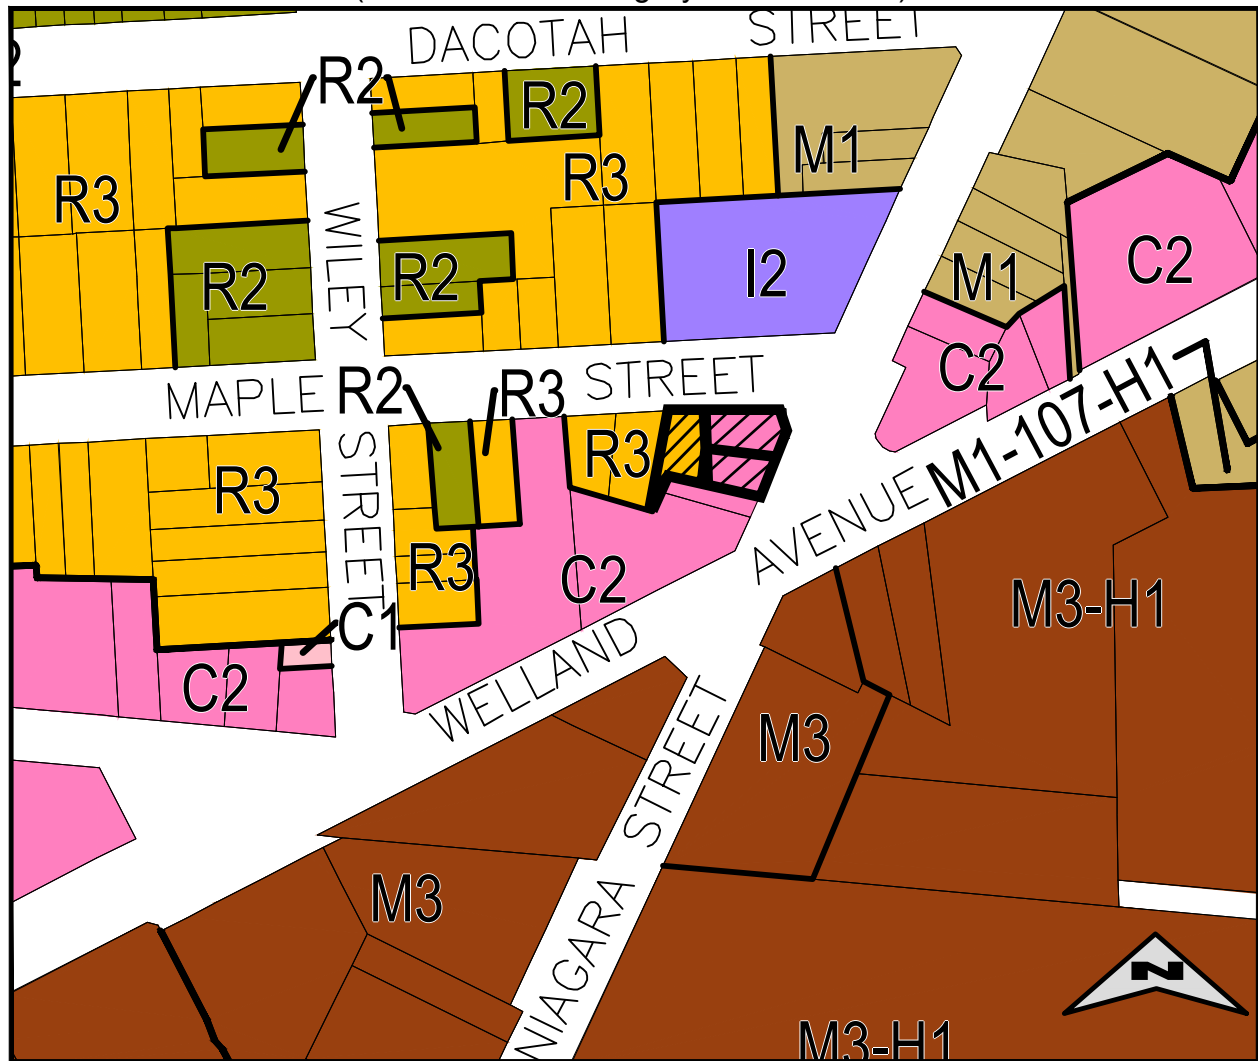 DACOTAH STREET
R2
R2
R3
R3
M1
WILEY STREET
R2
R2
I2
M1
C2
C2
MAPLE STREET
R2
R3
M1-107-H1
R3
R3
R3
C2
AVENUE
WELLAND
M3-H1
C1
C2
M3
NIAGARA STREET
M3
N
M3-H1